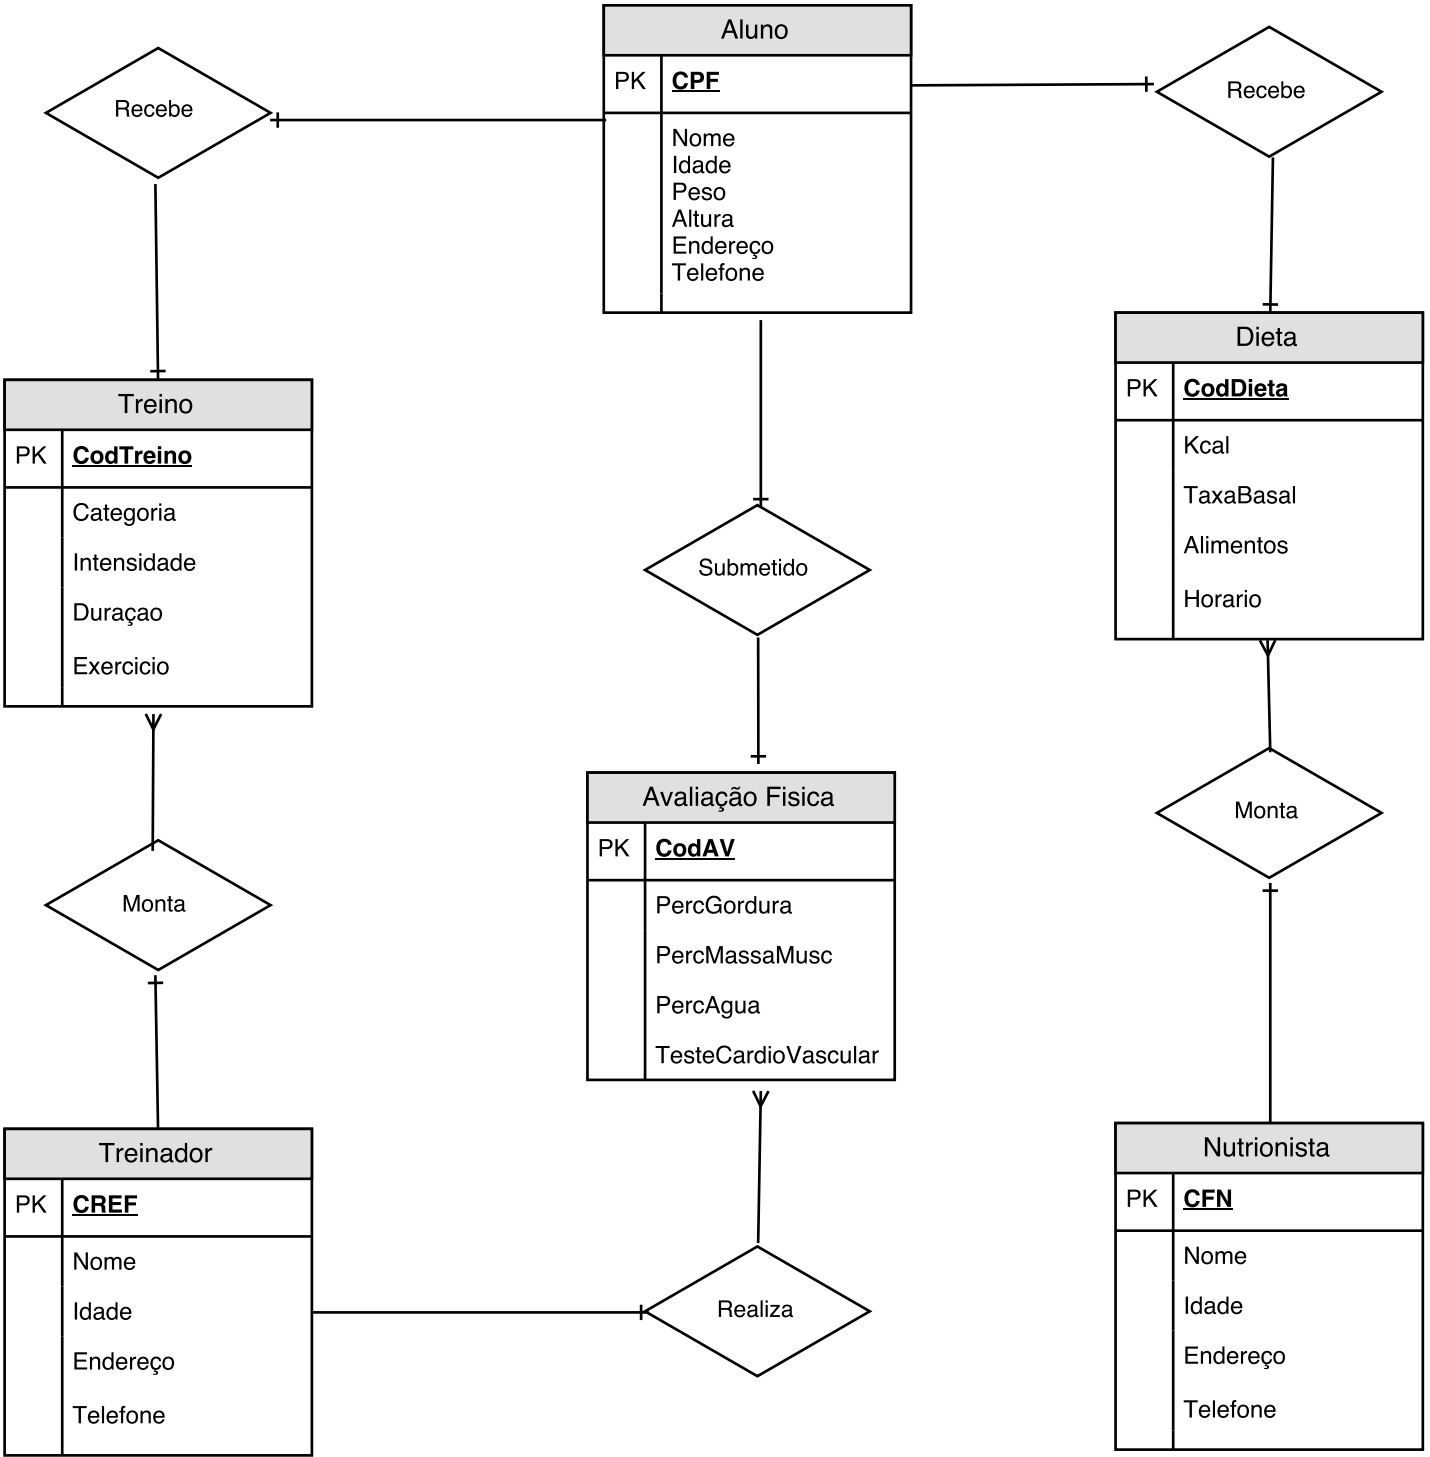 Aluno
PK CPF
Nome
Idade
Peso
Altura
Endereço
Telefone
Recebe
Recebe
Treino
PK CodTreino
Categoria
Intensidade
Duraçao
Exercicio
Submetido
Dieta
PK CodDieta
Kcal
TaxaBasal
Alimentos
Horario
Monta
Avaliação Fisica
PK CodAV
PercGordura
PercMassaMusc
PercAgua
TesteCardioVascular
Monta
Treinador
PK CREF
Nome
Idade
Endereço
Telefone
Realiza
Nutrionista
PK CFN
Nome
Idade
Endereço
Telefone